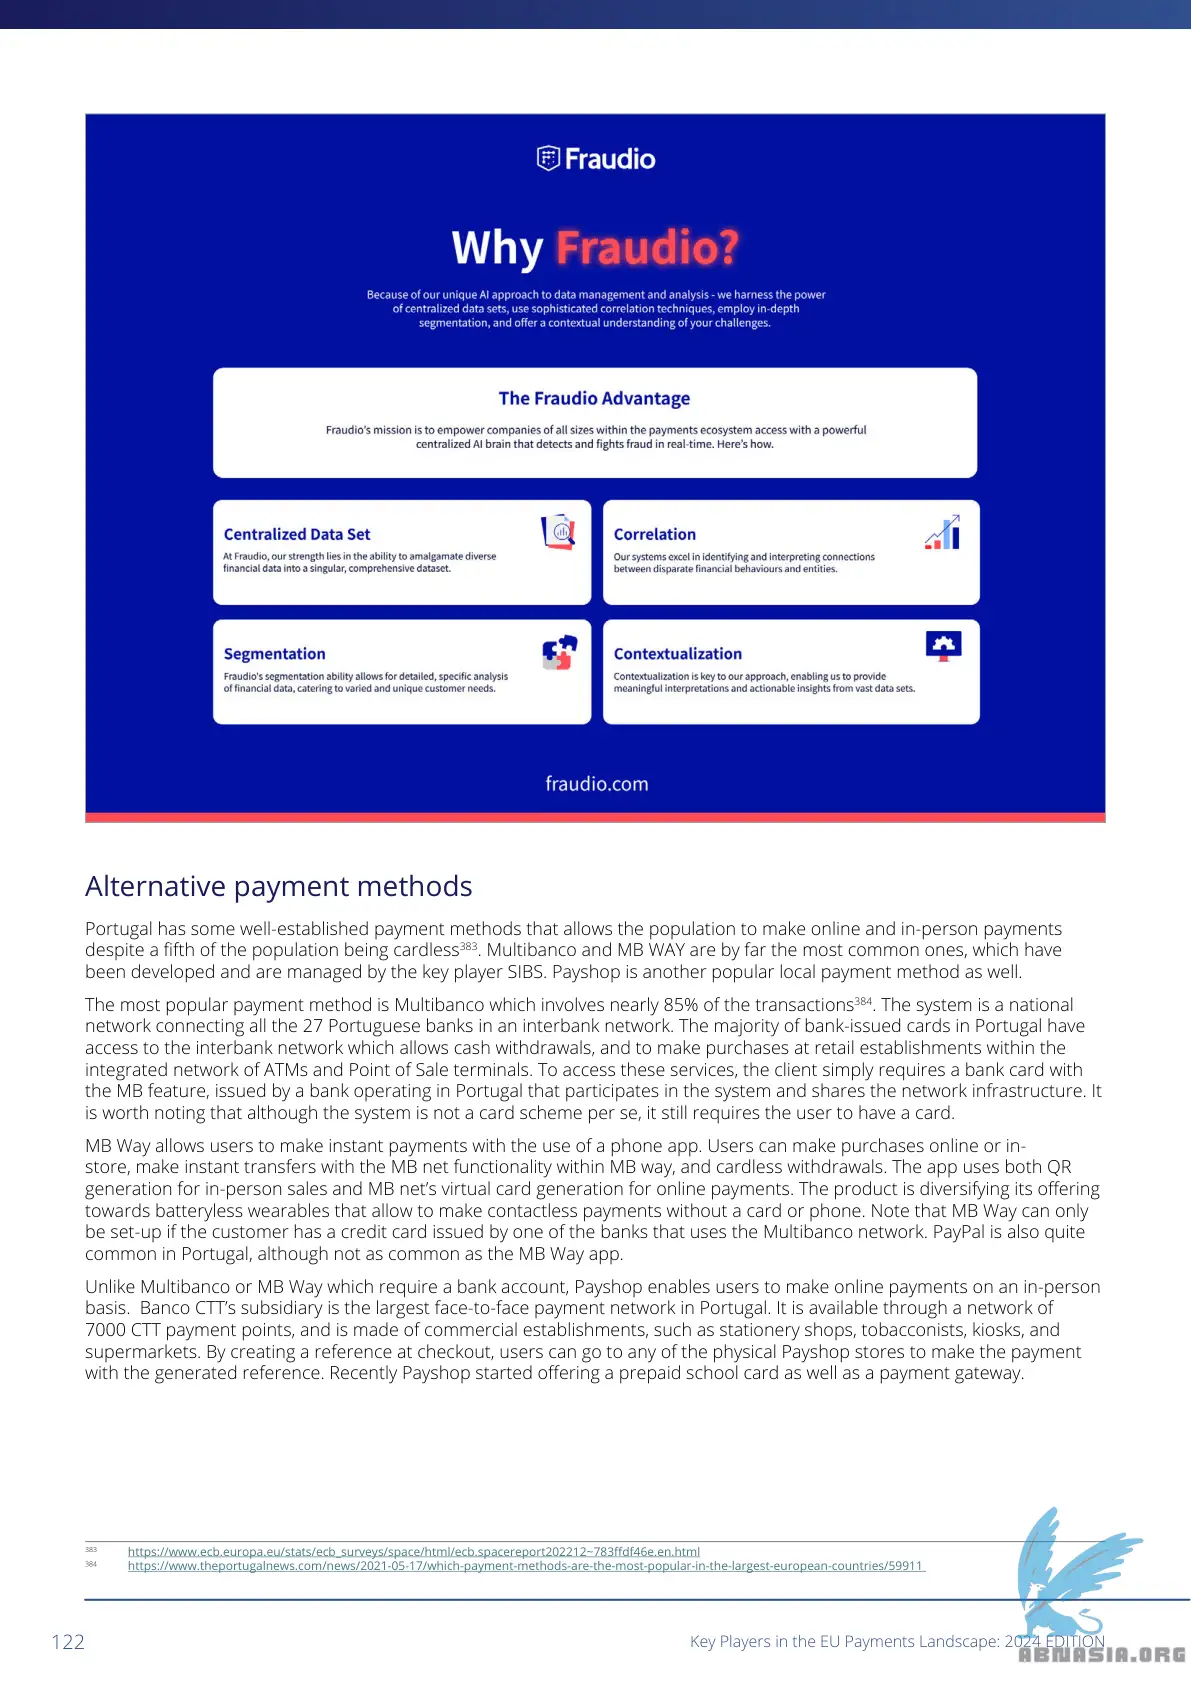 Fraudio
Why Fraudio?
Because of our unique AI approach to data management and analysis - we harness the power
of centralized data sets, use sophisticated correlation techniques, employ in-depth
segmentation, and offer a contextual understanding of your challenges.
The Fraudio Advantage
Fraudio's mission is to empower companies of all sizes within the payments ecosystem access with a powerful
centralized AI brain that detects and fights fraud in real-time. Here's how.
Centralized Data Set
At Fraudio, our strength lies in the ability to amalgamate diverse
financial data into a singular, comprehensive dataset.
Correlation
Our systems excel in identifying and interpreting connections
between disparate financial behaviours and entities.
Segmentation
Fraudio's segmentation ability allows for detailed, specific analysis
of financial data, catering to varied and unique customer needs.
Contextualization
Contextualization is key to our approach, enabling us to provide
meaningful interpretations and actionable insights from vast data sets.
fraudio.com
Alternative payment methods
Portugal has some well-established payment methods that allows the population to make online and in-person payments
despite a fifth of the population being cardless383. Multibanco and MB WAY are by far the most common ones, which have
been developed and are managed by the key player SIBS. Payshop is another popular local payment method as well.
The most popular payment method is Multibanco which involves nearly 85% of the transactions384. The system is a national
network connecting all the 27 Portuguese banks in an interbank network. The majority of bank-issued cards in Portugal have
access to the interbank network which allows cash withdrawals, and to make purchases at retail establishments within the
integrated network of ATMs and Point of Sale terminals. To access these services, the client simply requires a bank card with
the MB feature, issued by a bank operating in Portugal that participates in the system and shares the network infrastructure. It
is worth noting that although the system is not a card scheme per se, it still requires the user to have a card.
MB Way allows users to make instant payments with the use of a phone app. Users can make purchases online or in-
store, make instant transfers with the MB net functionality within MB way, and cardless withdrawals. The app uses both QR
generation for in-person sales and MB net's virtual card generation for online payments. The product is diversifying its offering
towards batteryless wearables that allow to make contactless payments without a card or phone. Note that MB Way can only
be set-up if the customer has a credit card issued by one of the banks that uses the Multibanco network. PayPal is also quite
common in Portugal, although not as common as the MB Way app.
Unlike Multibanco or MB Way which require a bank account, Payshop enables users to make online payments on an in-person
basis.  Banco CTT's subsidiary is the largest face-to-face payment network in Portugal. It is available through a network of
7000 CTT payment points, and is made of commercial establishments, such as stationery shops, tobacconists, kiosks, and
supermarkets. By creating a reference at checkout, users can go to any of the physical Payshop stores to make the payment
with the generated reference. Recently Payshop started offering a prepaid school card as well as a payment gateway.
383 https://www.ecb.europa.eu/stats/ecb_surveys/space/html/ecb.spacereport202212~783ffdf46e.en.html
384 https://www.theportugalnews.com/news/2021-05-17/which-payment-methods-are-the-most-popular-in-the-largest-european-countries/59911
122
Key Players in the EU Payments Landscape: 2024 EDITION
ABNASIA.ORG